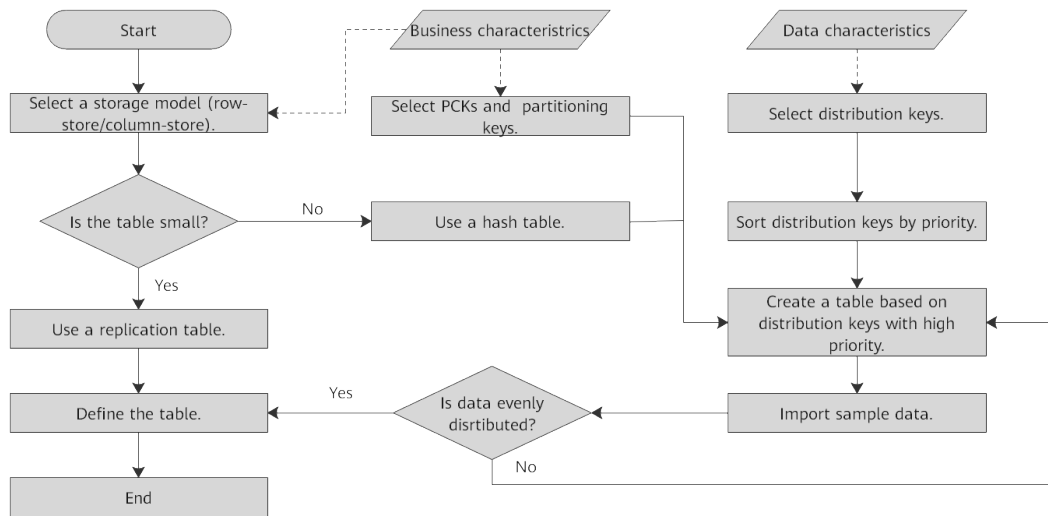 Start
Business characteristrics
Data characteristics
Select a storage model (row-
store/column-store).
Select PCKs and partitioning
keys.
Select distribution keys.
Is the table small?
No
Use a hash table.
Sort distribution keys by priority.
Yes
Use a replication table.
Create a table based on
distribution keys with high
priority.
Define the table.
Yes
Is data evenly
disrtibuted?
Import sample data.
No
End